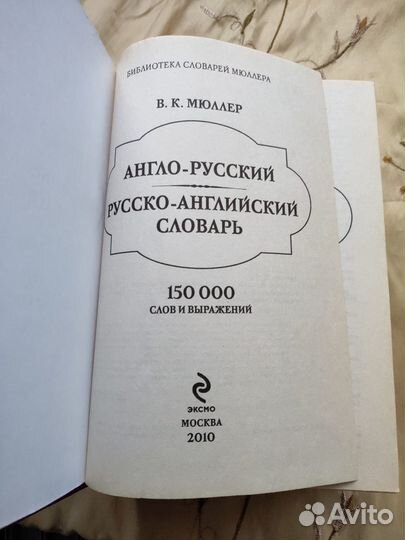 БИБЛИОТЕКА СЛОВАРЕЙ МЮЛЛЕРА
В. К. МЮЛЛЕР
АНГЛО-РУССКИЙ
РУССКО-АНГЛИЙСКИЙ
СЛОВАРЬ
150 000
СЛОВ И ВЫРАЖЕНИЙ
ЭКСМО
МОСКВА
2010
Avito